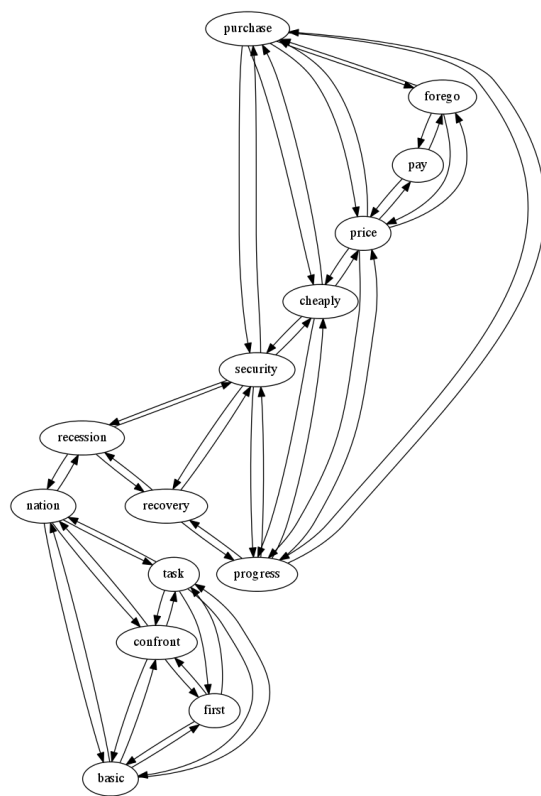 purchase
forego
pay
price
cheaply
security
recession
recovery
nation
progress
task
confront
first
basic